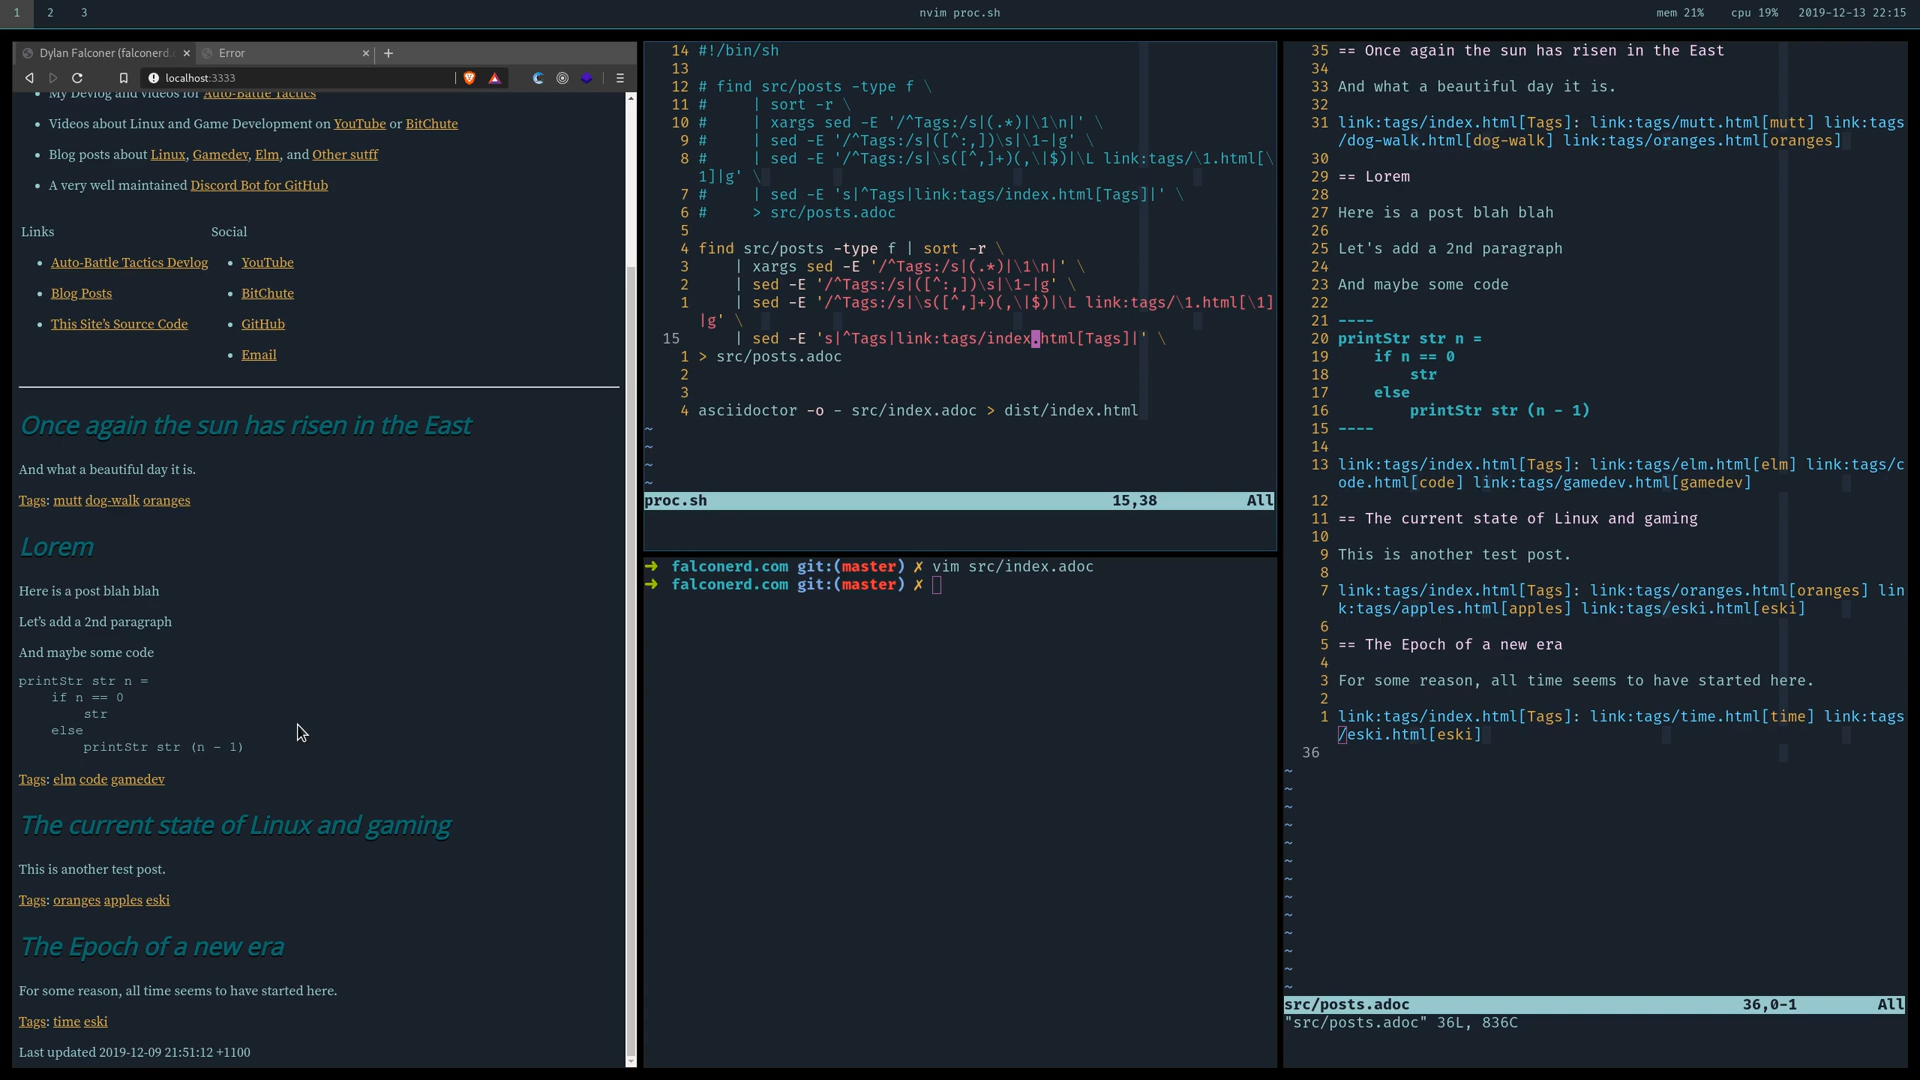 1 2 3 nvim proc.sh mem 21% cpu 19% 2019-12-13 22:15
Dylan Falconer (falconerd. × Error × +
localhost:3333
My Devlog and videos for Auto-Battle Tactics
Videos about Linux and Game Development on YouTube or BitChute
Blog posts about Linux, Gamedev, Elm, and Other sutff
A very well maintained Discord Bot for GitHub
Links Social
Auto-Battle Tactics Devlog YouTube
Blog Posts BitChute
This Site's Source Code GitHub
Email
Once again the sun has risen in the East
And what a beautiful day it is.
Tags: mutt dog-walk oranges
Lorem
Here is a post blah blah
Let's add a 2nd paragraph
And maybe some code
printStr str n =
    if n == 0
        str
    else
        printStr str (n - 1)
Tags: elm code gamedev
The current state of Linux and gaming
This is another test post.
Tags: oranges apples eski
The Epoch of a new era
For some reason, all time seems to have started here.
Tags: time eski
Last updated 2019-12-09 21:51:12 +1100
14 #!/bin/sh
13
12 # find src/posts -type f \
11 #     | sort -r \
10 #     | xargs sed -E '/^Tags:/s|(.*)|\1\n|' \
9 #     | sed -E '/^Tags:/s|([^:,])\s|\1-|g' \
8 #     | sed -E '/^Tags:/s|\s([^,]+)(,\|$)|\L link:tags/\1.html[\
1]|g' \
7 #     | sed -E 's|^Tags|link:tags/index.html[Tags]|' \
6 #     > src/posts.adoc
5
4 find src/posts -type f | sort -r \
3     | xargs sed -E '/^Tags:/s|(.*)|\1\n|' \
2     | sed -E '/^Tags:/s|([^:,])\s|\1-|g' \
1     | sed -E '/^Tags:/s|\s([^,]+)(,\|$)|\L link:tags/\1.html[\1]
|g' \
15     | sed -E 's|^Tags|link:tags/index.html[Tags]|' \
1 > src/posts.adoc
2
3
4 asciidoctor -o - src/index.adoc > dist/index.html
~
~
~
~
proc.sh 15,38 All
➜ falconerd.com git:(master) ✗ vim src/index.adoc
➜ falconerd.com git:(master) ✗
35 == Once again the sun has risen in the East
34
33 And what a beautiful day it is.
32
31 link:tags/index.html[Tags]: link:tags/mutt.html[mutt] link:tags
/dog-walk.html[dog-walk] link:tags/oranges.html[oranges]
30
29 == Lorem
28
27 Here is a post blah blah
26
25 Let's add a 2nd paragraph
24
23 And maybe some code
22
21 ----
20 printStr str n =
19     if n == 0
18         str
17     else
16         printStr str (n - 1)
15 ----
14
13 link:tags/index.html[Tags]: link:tags/elm.html[elm] link:tags/c
ode.html[code] link:tags/gamedev.html[gamedev]
12
11 == The current state of Linux and gaming
10
9 This is another test post.
8
7 link:tags/index.html[Tags]: link:tags/oranges.html[oranges] lin
k:tags/apples.html[apples] link:tags/eski.html[eski]
6
5 == The Epoch of a new era
4
3 For some reason, all time seems to have started here.
2
1 link:tags/index.html[Tags]: link:tags/time.html[time] link:tags
/eski.html[eski]
36
~
~
~
~
~
~
~
~
~
~
~
~
~
src/posts.adoc 36,0-1 All
"src/posts.adoc" 36L, 836C